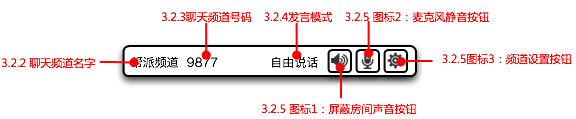 3.2.3聊天频道号码
3.2.4发言模式
3.2.5 图标2：麦克风静音按钮
3.2.2 聊天频道名字
帮派频道 9877
自由说话
3.2.5图标3：频道设置按钮
3.2.5 图标1：屏蔽房间声音按钮